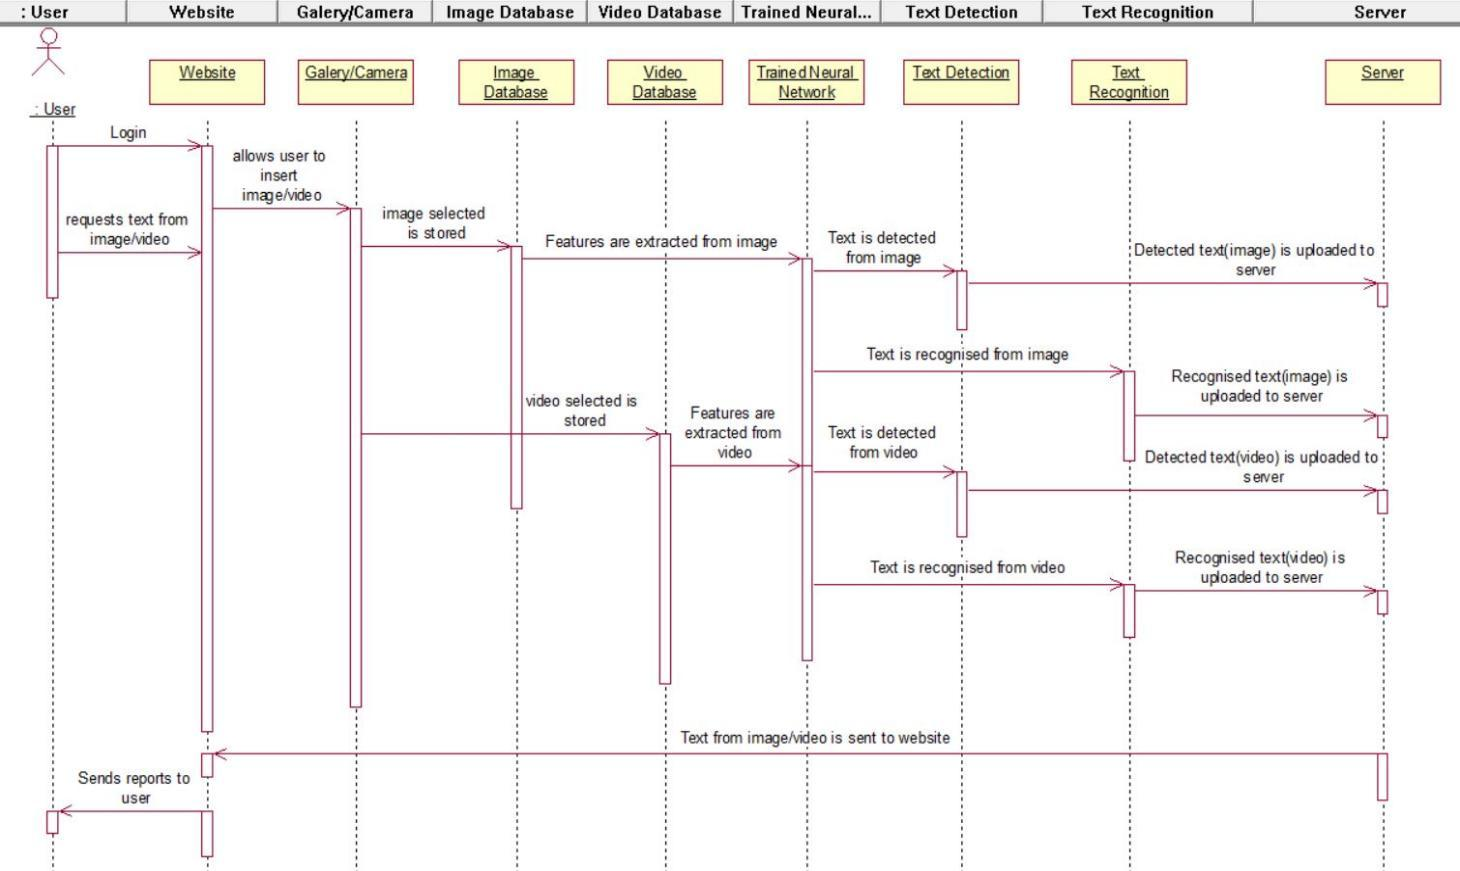 : User
Website
Galery/Camera
Image Database
Video Database
Trained Neural...
Text Detection
Text Recognition
Server
: User
Website
Galery/Camera
Image
Database
Video
Database
Trained Neural
Network
Text Detection
Text
Recognition
Server
Login
allows user to
insert
image/video
requests text from
image/video
image selected
is stored
Features are extracted from image
Text is detected
from image
Detected text(image) is uploaded to
server
Text is recognised from image
Recognised text(image) is
uploaded to server
video selected is
stored
Features are
extracted from
video
Text is detected
from video
Detected text(video) is uploaded to
server
Text is recognised from video
Recognised text(video) is
uploaded to server
Text from image/video is sent to website
Sends reports to
user